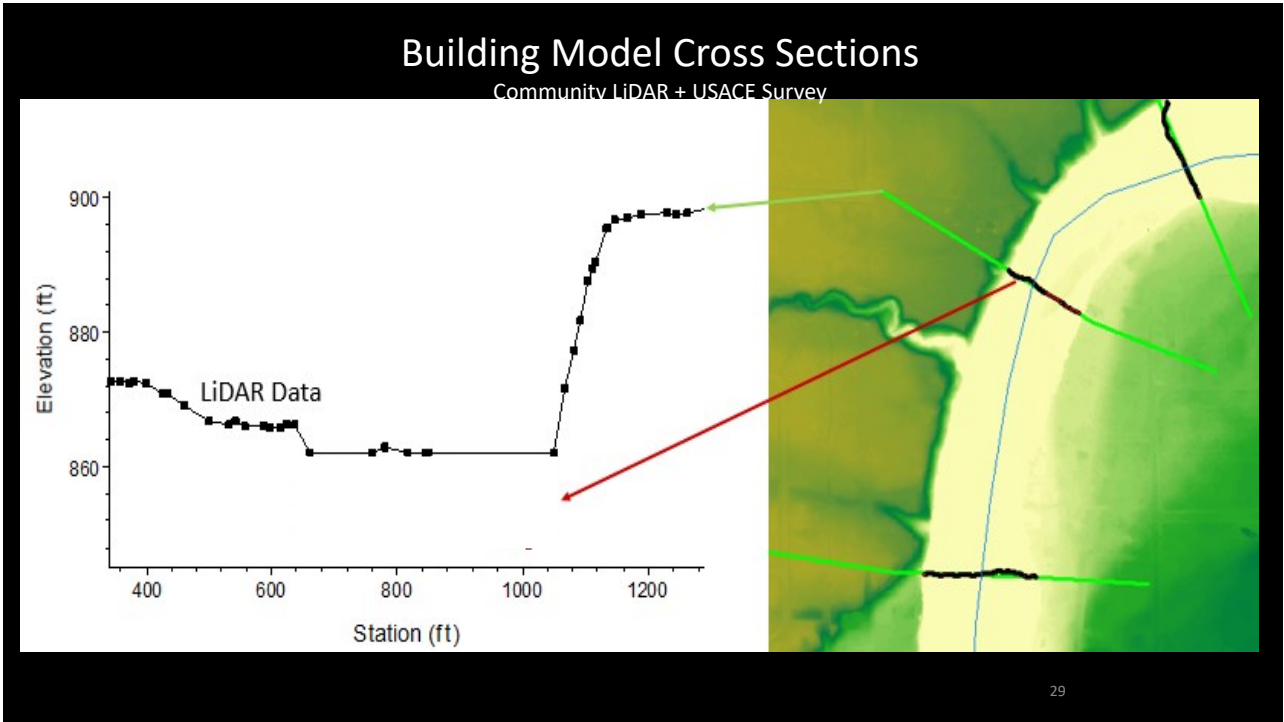 Building Model Cross Sections
Community LiDAR + USACE Survey
900
880
860
Elevation (ft)
LiDAR Data
400 600 800 1000 1200
Station (ft)
29